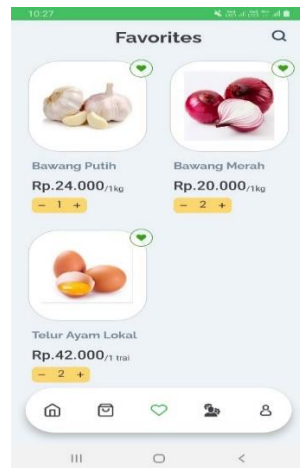 10:27
Favorites
Bawang Putih
Rp.24.000/1kg
- 1 +
Bawang Merah
Rp.20.000/1kg
- 2 +
Telur Ayam Lokal
Rp.42.000/1 trai
- 2 +